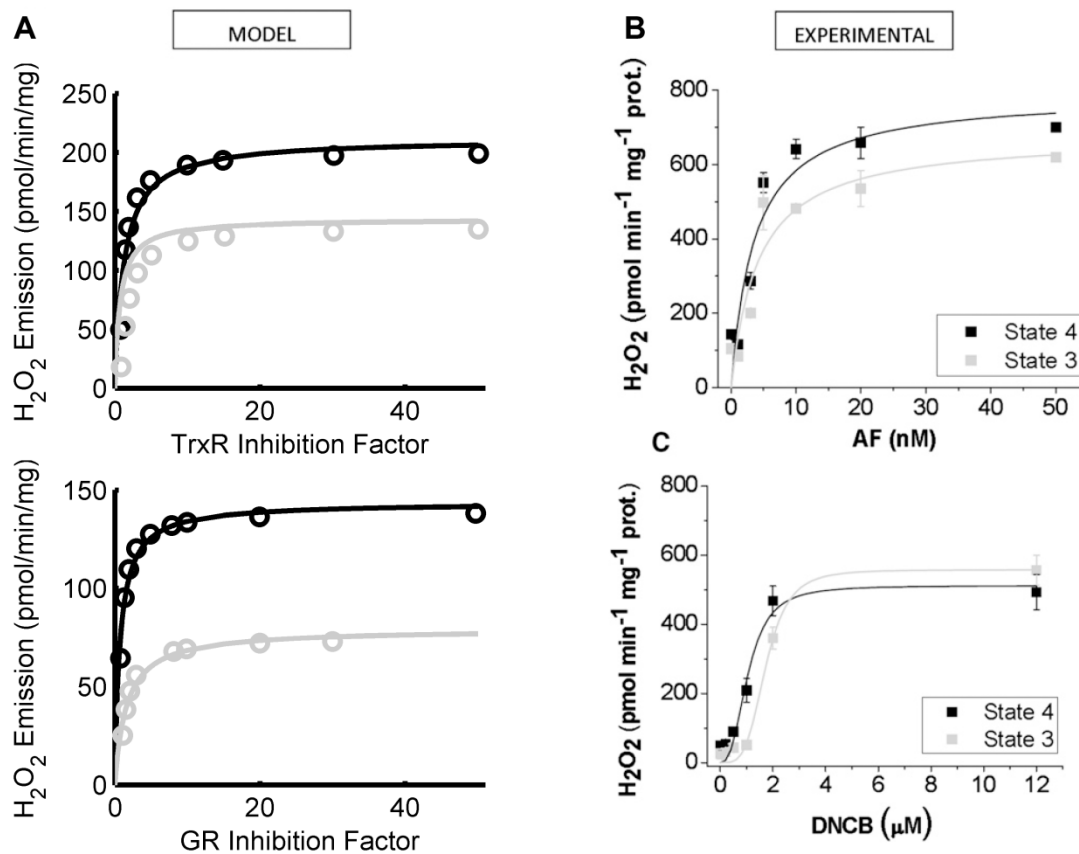 A
MODEL
H2O2 Emission (pmol/min/mg)
250
200
150
100
50
0
0
20
40
TrxR Inhibition Factor
H2O2 Emission (pmol/min/mg)
150
100
50
0
0
20
40
GR Inhibition Factor
B
EXPERIMENTAL
H2O2 (pmol min-1 mg-1 prot.)
800
600
400
200
0
State 4
State 3
0
10
20
30
40
50
AF (nM)
C
H2O2 (pmol min-1 mg-1 prot.)
800
600
400
200
0
State 4
State 3
0
2
4
6
8
10
12
DNCB (μM)